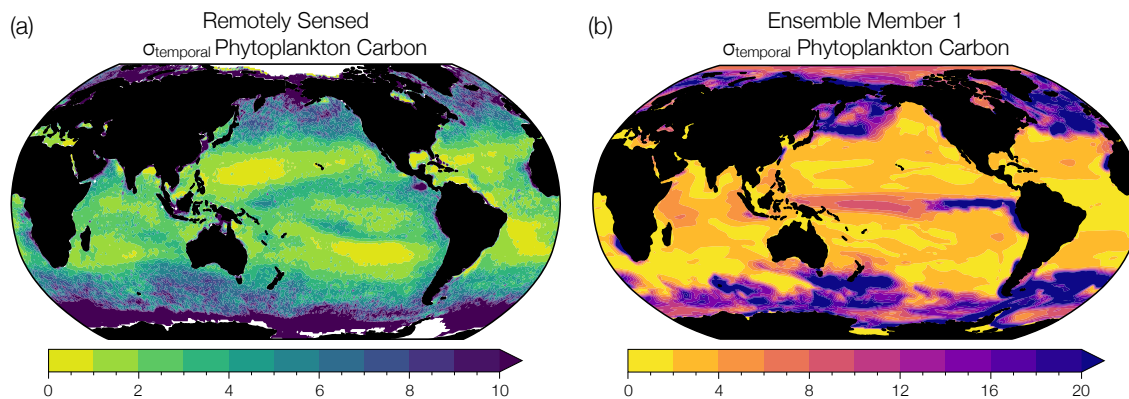 (a)
Remotely Sensed
σtemporal Phytoplankton Carbon
0 2 4 6 8 10
(b)
Ensemble Member 1
σtemporal Phytoplankton Carbon
0 4 8 12 16 20